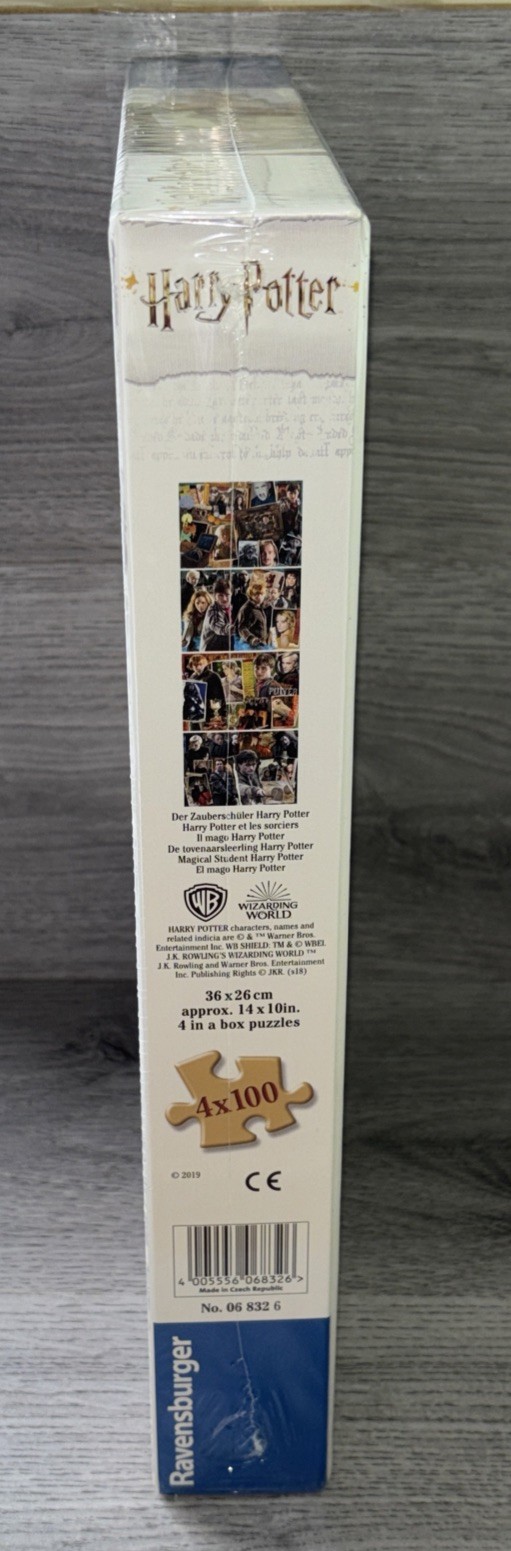 Harry Potter
Der Zauberschüler Harry Potter
Harry Potter et les sorciers
Il mago Harry Potter
De tovenaarsleerling Harry Potter
Magical Student Harry Potter
El mago Harry Potter
WB
WIZARDING
WORLD
HARRY POTTER characters, names and
related indicia are © & ™ Warner Bros.
Entertainment Inc. WB SHIELD: TM & © WBEI.
J.K. ROWLING'S WIZARDING WORLD ™
J.K. Rowling and Warner Bros. Entertainment
Inc. Publishing Rights © JKR. (s18)
36 x 26 cm
approx. 14 x 10in.
4 in a box puzzles
4x100
© 2019
CE
4 005556 068326 >
Made in Czech Republic
No. 06 832 6
Ravensburger